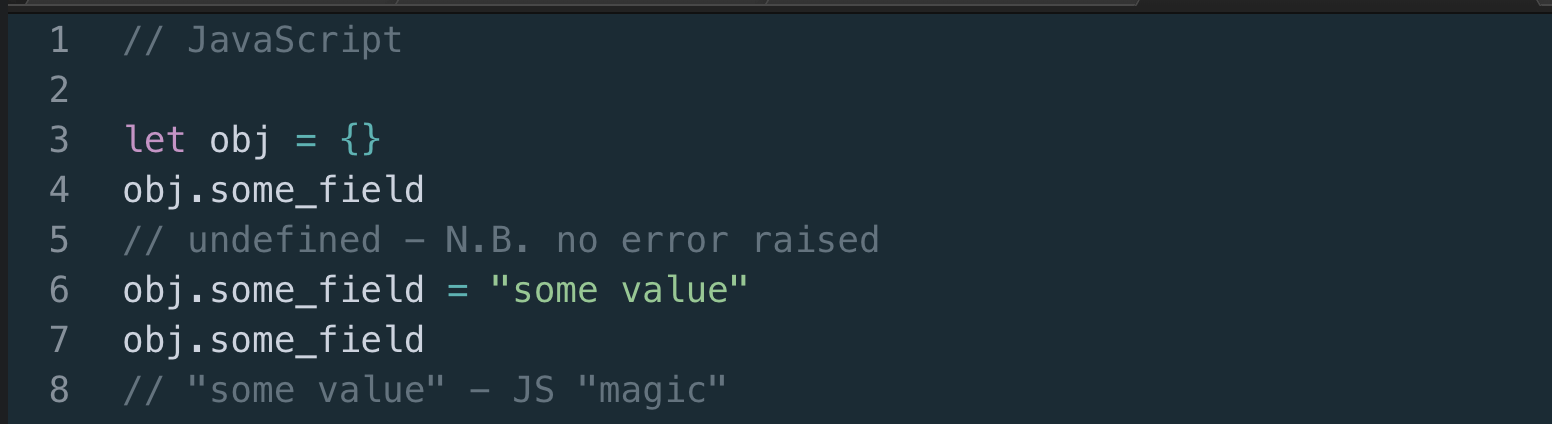 1 // JavaScript
2
3 let obj = {}
4 obj.some_field
5 // undefined – N.B. no error raised
6 obj.some_field = "some value"
7 obj.some_field
8 // "some value" – JS "magic"